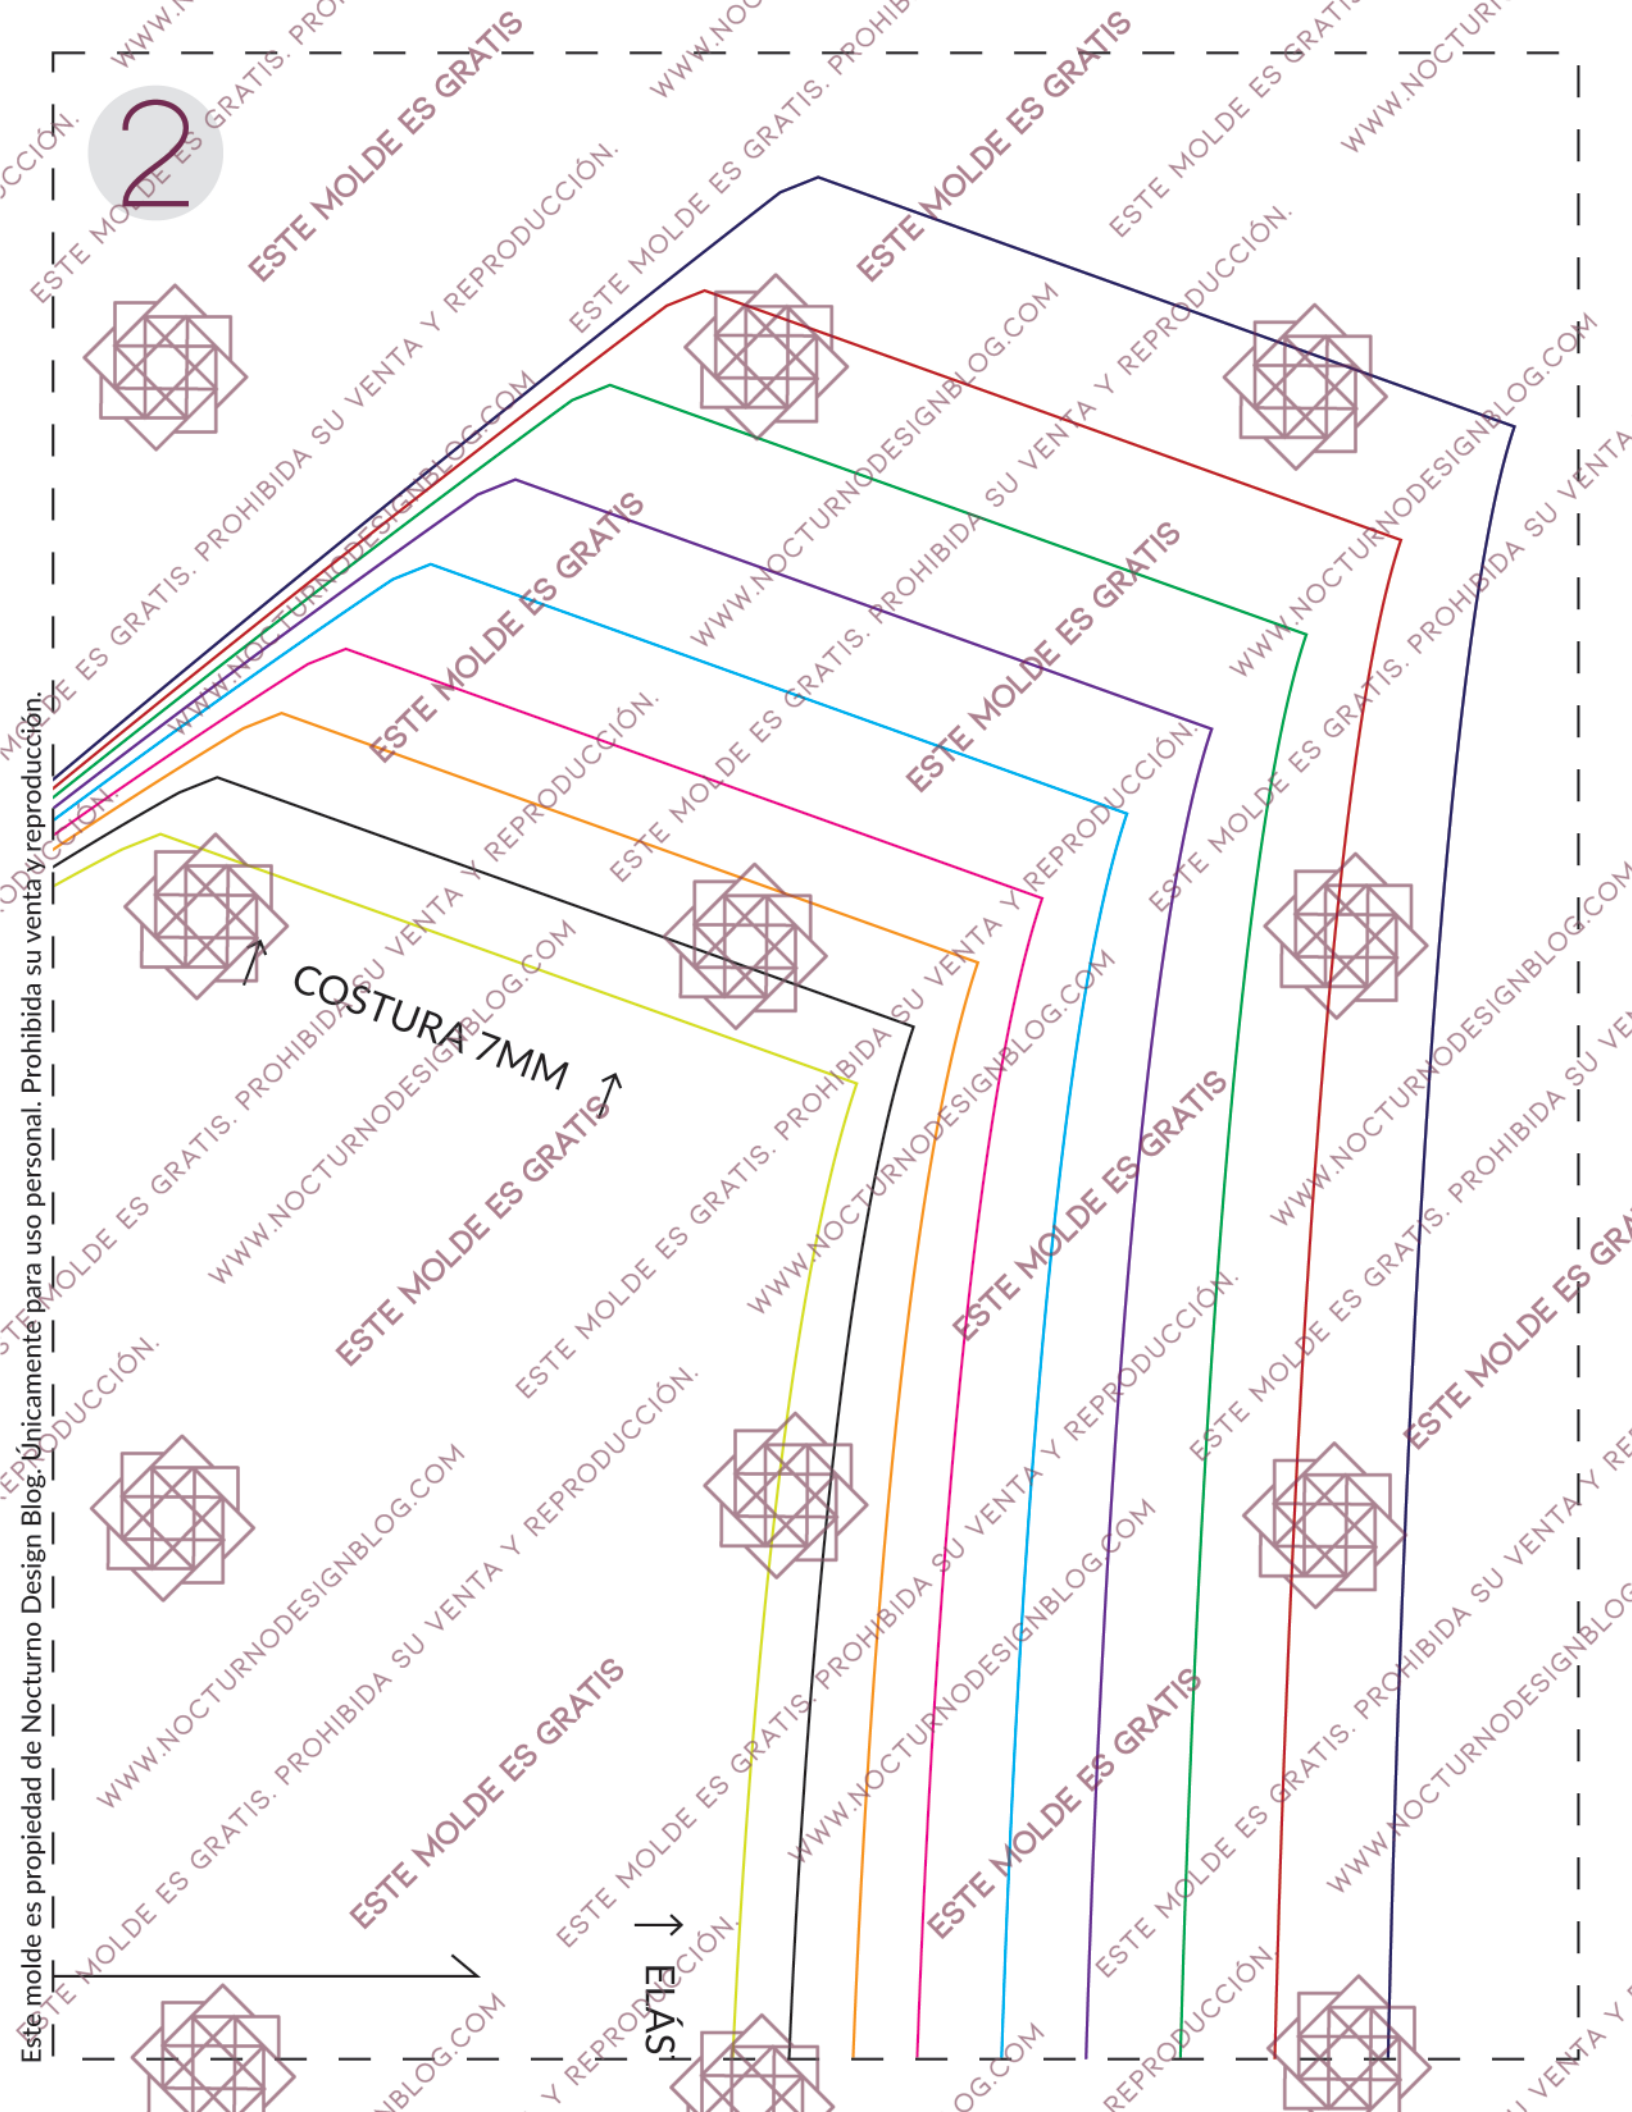 2
COSTURA 7MM
ELÁS
Este molde es propiedad de Nocturno Design Blog. Únicamente para uso personal. Prohibida su venta y reproducción.
ESTE MOLDE ES GRATIS
ESTE MOLDE ES GRATIS. PROHIBIDA SU VENTA Y REPRODUCCIÓN.
WWW.NOCTURNODESIGNBLOG.COM